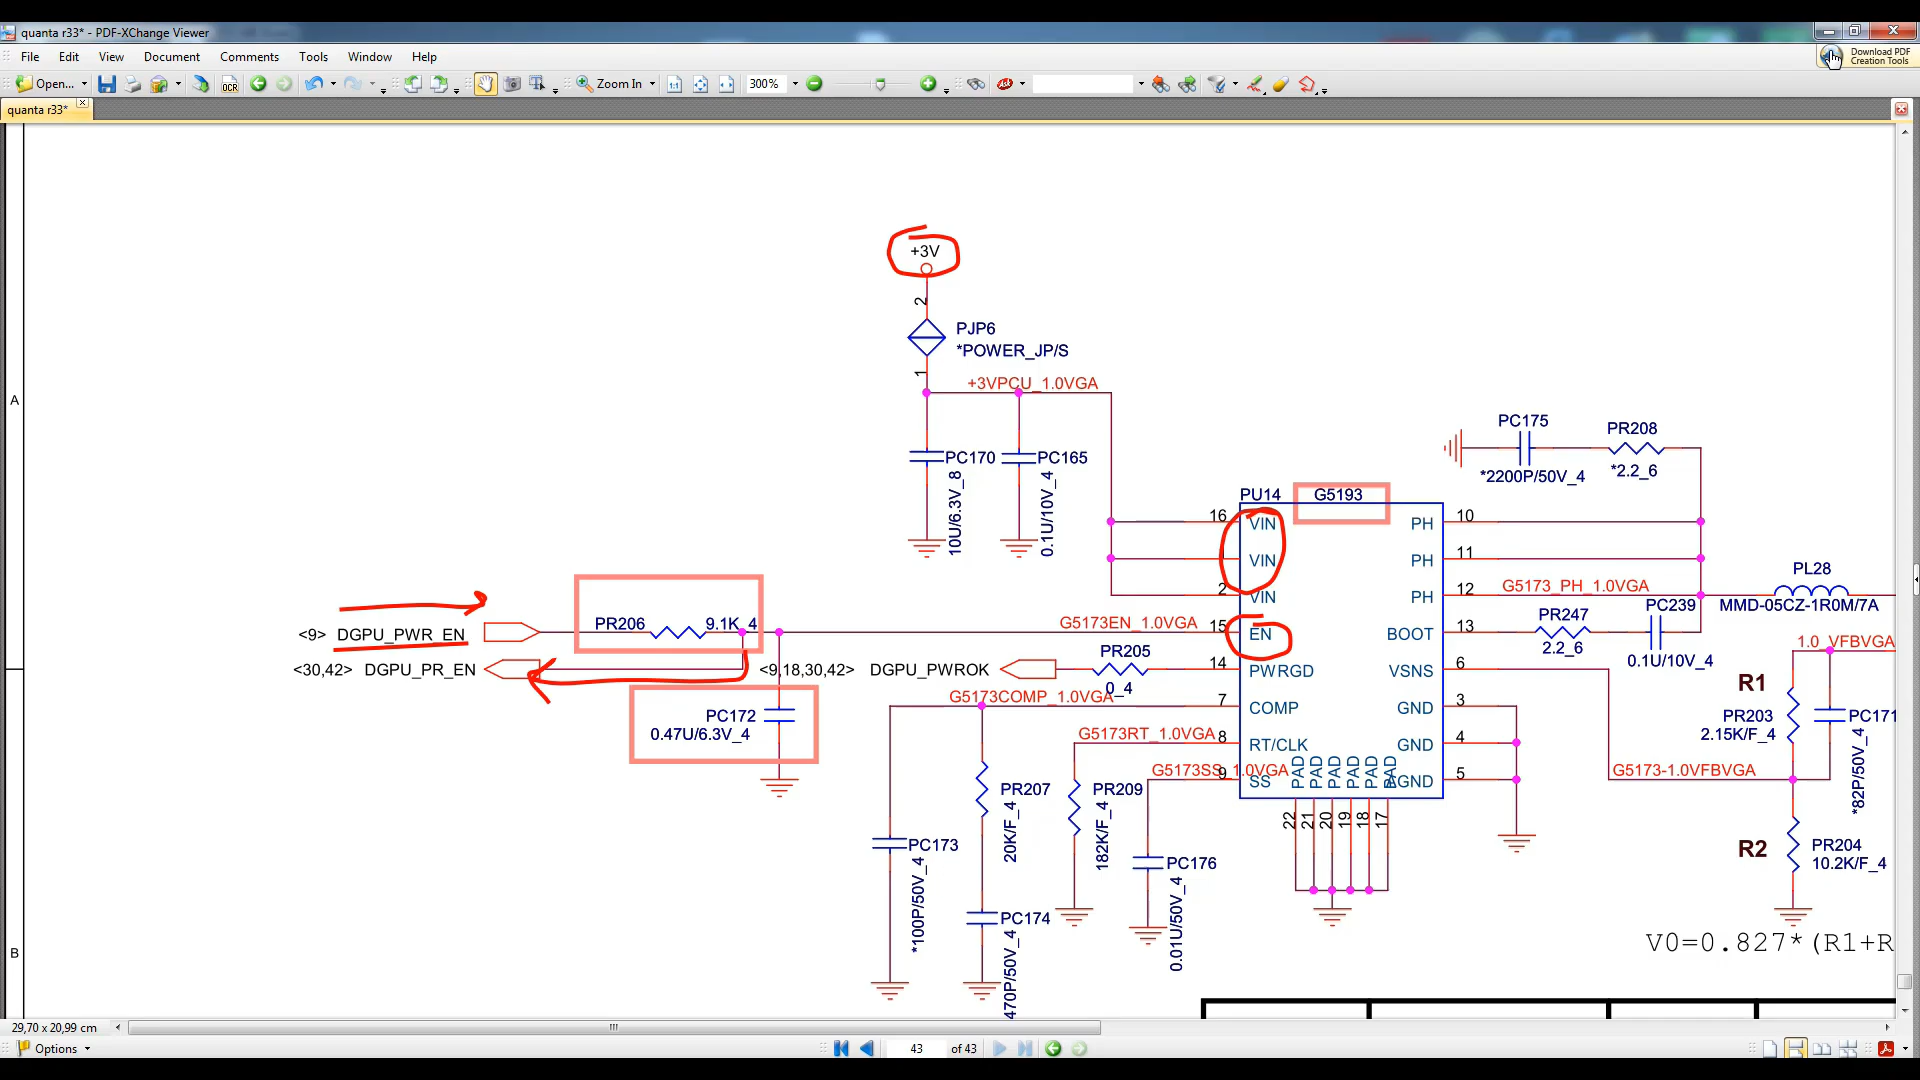 quanta r33* - PDF-XChange Viewer
File Edit View Document Comments Tools Window Help
Download PDF
Creation Tools
Open... OCR Zoom In 300%
quanta r33*
+3V
2
PJP6
*POWER_JP/S
1
+3VPCU_1.0VGA
A
PC170
10U/6.3V_8
PC165
0.1U/10V_4
PC175
*2200P/50V_4
PR208
*2.2_6
PU14 G5193
16 VIN PH 10
1 VIN PH 11
2 VIN PH 12
G5173_PH_1.0VGA
PL28
MMD-05CZ-1R0M/7A
PR206 9.1K_4
<9> DGPU_PWR_EN
G5173EN_1.0VGA 15 EN BOOT 13
PR247
2.2_6
PC239
0.1U/10V_4
1.0_VFBVGA
<30,42> DGPU_PR_EN
<9,18,30,42> DGPU_PWROK
PR205
0_4
14 PWRGD VSNS 6
G5173COMP_1.0VGA 7 COMP GND 3
PC172
0.47U/6.3V_4
G5173RT_1.0VGA 8 RT/CLK GND 4
G5173SS_1.0VGA 9 SS AGND 5
PAD PAD PAD PAD PAD PAD
22 21 20 19 18 17
R1
PR203
2.15K/F_4
PC171
*82P/50V_4
G5173-1.0VFBVGA
PR207
20K/F_4
PR209
182K/F_4
PC173
*100P/50V_4
PC176
0.01U/50V_4
PC174
470P/50V_4
R2
PR204
10.2K/F_4
V0=0.827*(R1+R
B
29,70 x 20,99 cm
Options 43 of 43